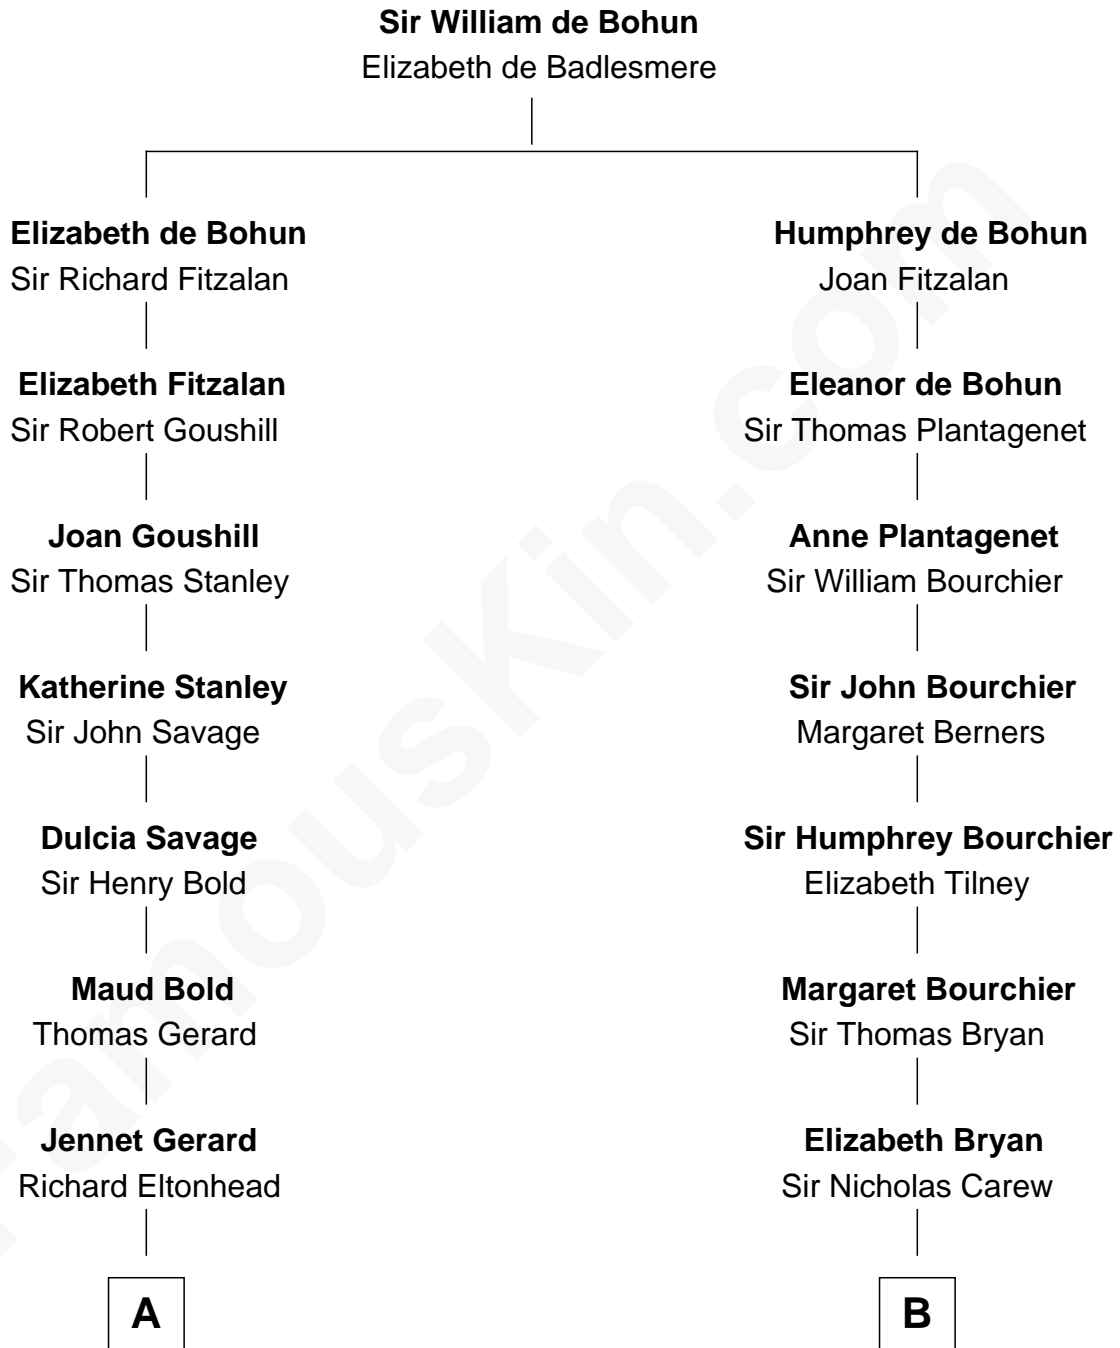 Sir William de Bohun
Elizabeth de Badlesmere
Elizabeth de Bohun
Sir Richard Fitzalan
Humphrey de Bohun
Joan Fitzalan
Elizabeth Fitzalan
Sir Robert Goushill
Eleanor de Bohun
Sir Thomas Plantagenet
Joan Goushill
Sir Thomas Stanley
Anne Plantagenet
Sir William Bourchier
Katherine Stanley
Sir John Savage
Sir John Bourchier
Margaret Berners
Dulcia Savage
Sir Henry Bold
Sir Humphrey Bourchier
Elizabeth Tilney
Maud Bold
Thomas Gerard
Margaret Bourchier
Sir Thomas Bryan
Jennet Gerard
Richard Eltonhead
Elizabeth Bryan
Sir Nicholas Carew
A
B
FamousKin.com